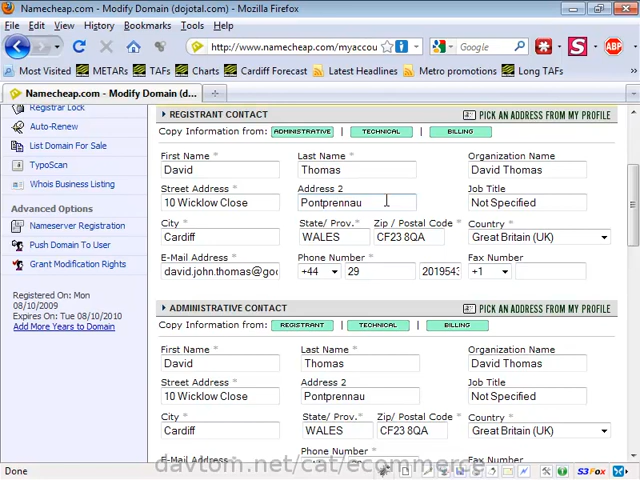 Namecheap.com - Modify Domain (dojotal.com) - Mozilla Firefox
File Edit View History Bookmarks Tools Help
http://www.namecheap.com/myaccou Google
Most Visited METARs TAFs Charts Cardiff Forecast Latest Headlines Metro promotions Long TAFs
Namecheap.com - Modify Domain (d...
Registrar Lock
Auto-Renew
List Domain For Sale
TypoScan
Whois Business Listing
Advanced Options
Nameserver Registration
Push Domain To User
Grant Modification Rights
Registered On: Mon
08/10/2009
Expires On: Tue 08/10/2010
Add More Years to Domain
REGISTRANT CONTACT PICK AN ADDRESS FROM MY PROFILE
Copy Information from: ADMINISTRATIVE | TECHNICAL | BILLING
First Name * Last Name * Organization Name
David Thomas David Thomas
Street Address * Address 2 Job Title
10 Wicklow Close Pontprennau Not Specified
City * State/ Prov. * Zip / Postal Code * Country *
Cardiff WALES CF23 8QA Great Britain (UK)
E-Mail Address * Phone Number * Fax Number
david.john.thomas@goo +44 29 2019543 +1
ADMINISTRATIVE CONTACT PICK AN ADDRESS FROM MY PROFILE
Copy Information from: REGISTRANT | TECHNICAL | BILLING
First Name * Last Name * Organization Name
David Thomas David Thomas
Street Address * Address 2 Job Title
10 Wicklow Close Pontprennau Not Specified
City * State/ Prov. * Zip/ Postal Code * Country *
Cardiff WALES CF23 8QA Great Britain (UK)
Phone Number *
davtom.net/cat/ecommerce
Done S3Fox